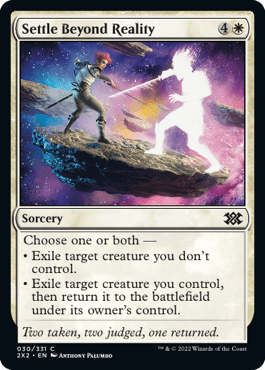 Settle Beyond Reality 4
Sorcery
Choose one or both —
• Exile target creature you don't
control.
• Exile target creature you control,
then return it to the battlefield
under its owner's control.
Two taken, two judged, one returned.
030/331 C
2X2 • EN ANTHONY PALUMBO
™ & © 2022 Wizards of the Coast